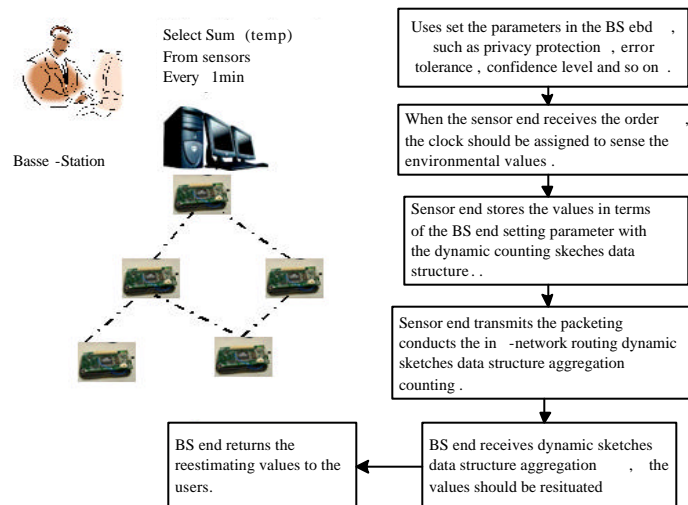 Select Sum (temp)
From sensors
Every 1min
Basse -Station
Uses set the parameters in the BS ebd ,
such as privacy protection , error
tolerance , confidence level and so on .
When the sensor end receives the order ,
the clock should be assigned to sense the
environmental values .
Sensor end stores the values in terms
of the BS end setting parameter with
the dynamic counting skeches data
structure . .
Sensor end transmits the packeting
conducts the in -network routing dynamic
sketches data structure aggregation
counting .
BS end receives dynamic sketches
data structure aggregation , the
values should be resituated
BS end returns the
reestimating values to the
users.